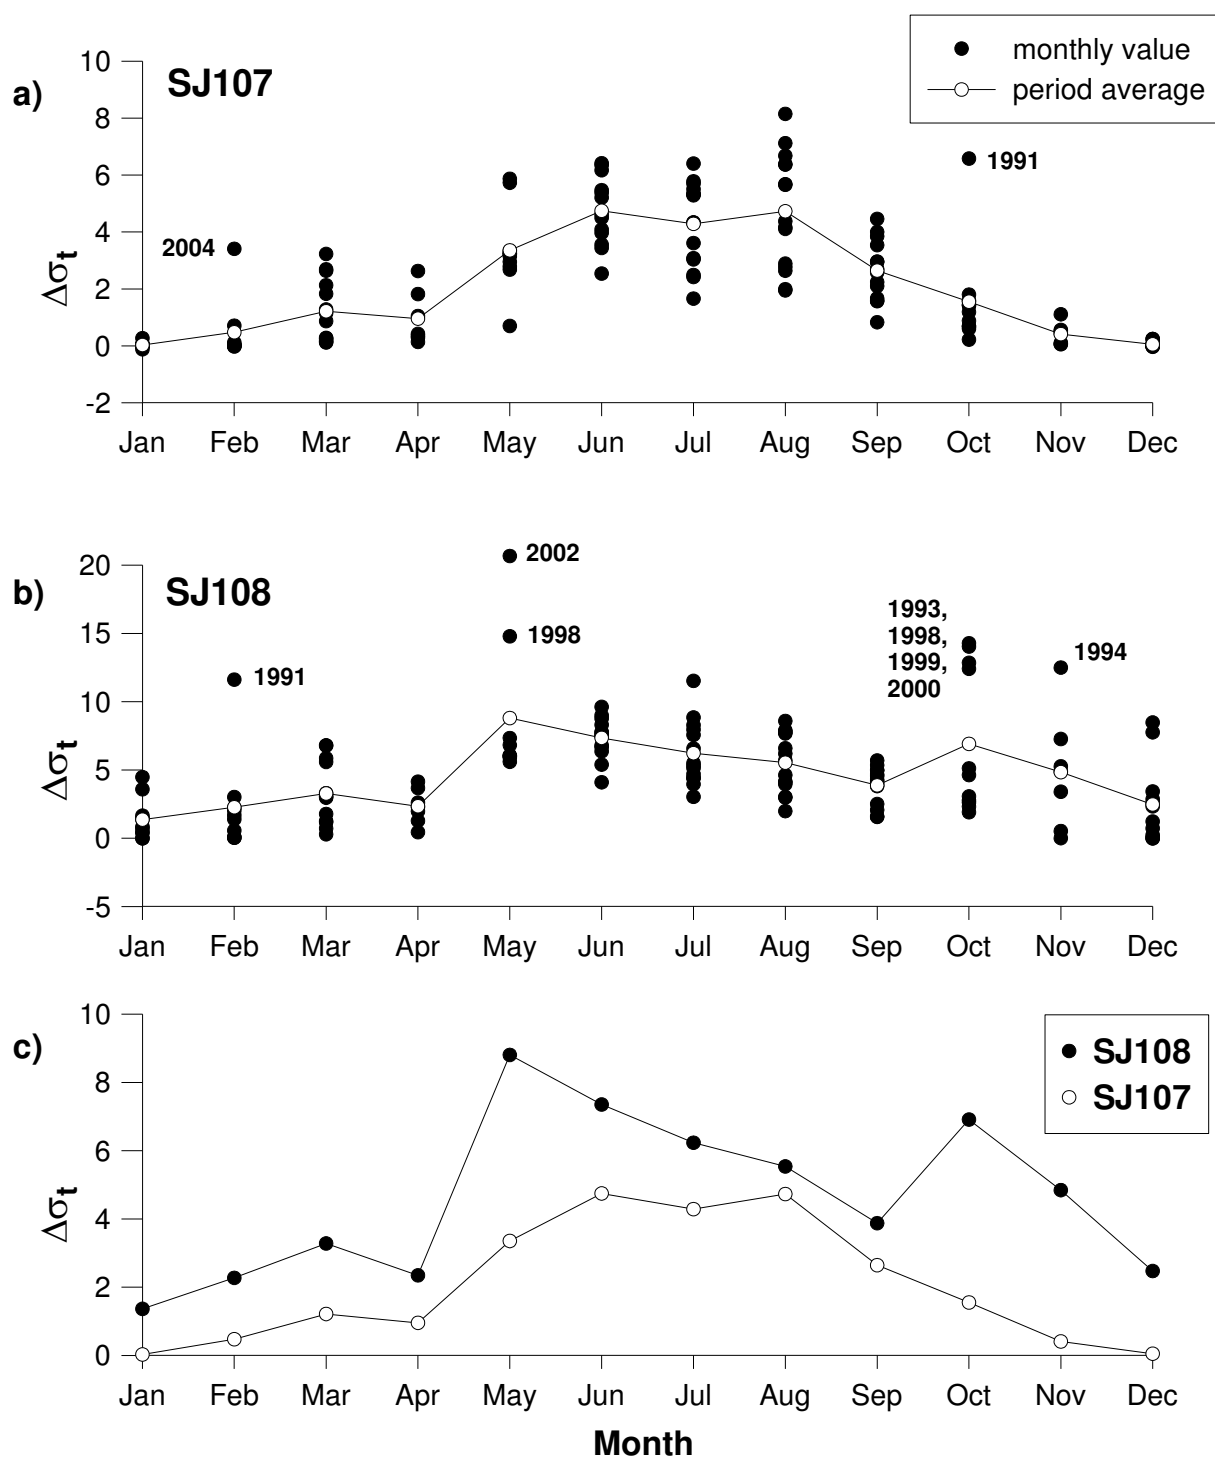 monthly value
period average
a)
SJ107
10
8
6
4
2
0
-2
Δσt
2004
1991
Jan Feb Mar Apr May Jun Jul Aug Sep Oct Nov Dec
b)
SJ108
20
15
10
5
0
-5
Δσt
1991
2002
1998
1993,
1998,
1999,
2000
1994
Jan Feb Mar Apr May Jun Jul Aug Sep Oct Nov Dec
c)
10
8
6
4
2
0
Δσt
SJ108
SJ107
Jan Feb Mar Apr May Jun Jul Aug Sep Oct Nov Dec
Month